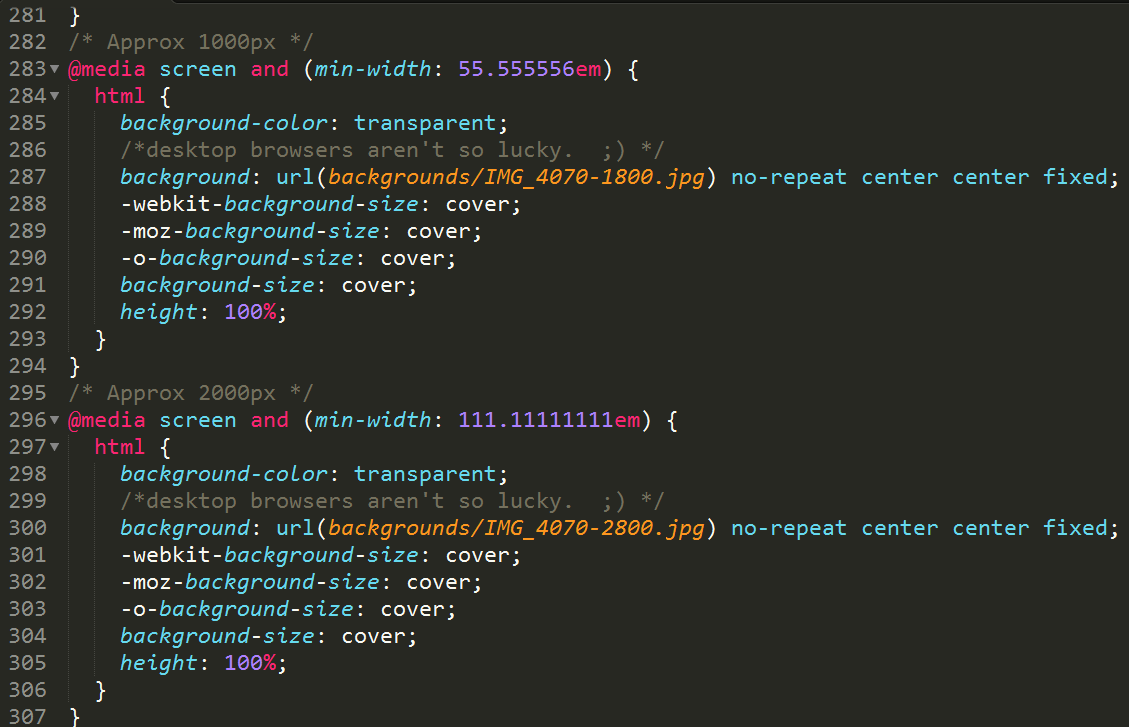 281 }
282 /* Approx 1000px */
283 @media screen and (min-width: 55.555556em) {
284   html {
285     background-color: transparent;
286     /*desktop browsers aren't so lucky.  ;) */
287     background: url(backgrounds/IMG_4070-1800.jpg) no-repeat center center fixed;
288     -webkit-background-size: cover;
289     -moz-background-size: cover;
290     -o-background-size: cover;
291     background-size: cover;
292     height: 100%;
293   }
294 }
295 /* Approx 2000px */
296 @media screen and (min-width: 111.11111111em) {
297   html {
298     background-color: transparent;
299     /*desktop browsers aren't so lucky.  ;) */
300     background: url(backgrounds/IMG_4070-2800.jpg) no-repeat center center fixed;
301     -webkit-background-size: cover;
302     -moz-background-size: cover;
303     -o-background-size: cover;
304     background-size: cover;
305     height: 100%;
306   }
307 }